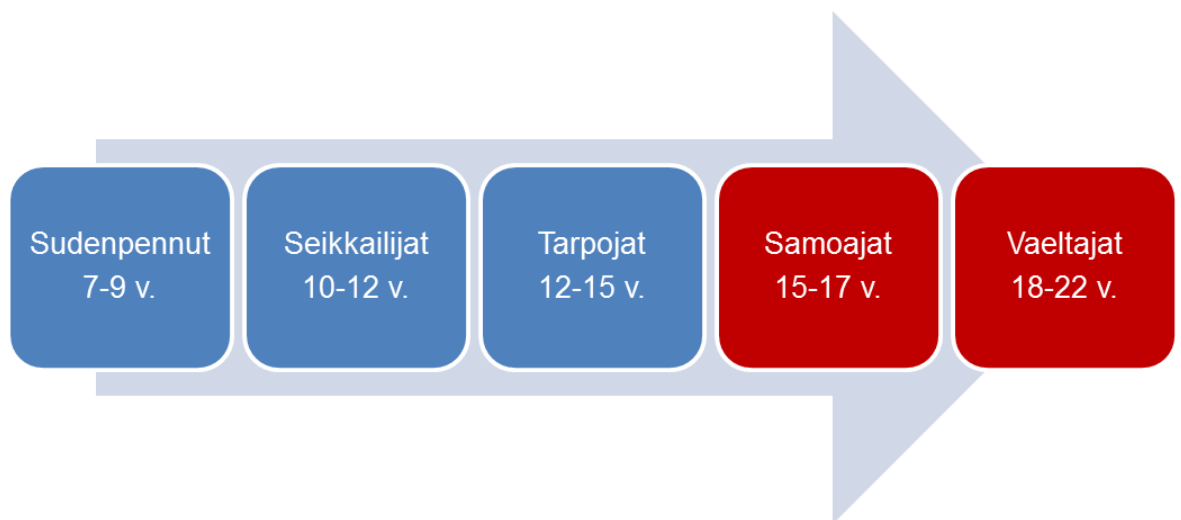 Sudenpennut
7-9 v.
Seikkailijat
10-12 v.
Tarpojat
12-15 v.
Samoajat
15-17 v.
Vaeltajat
18-22 v.